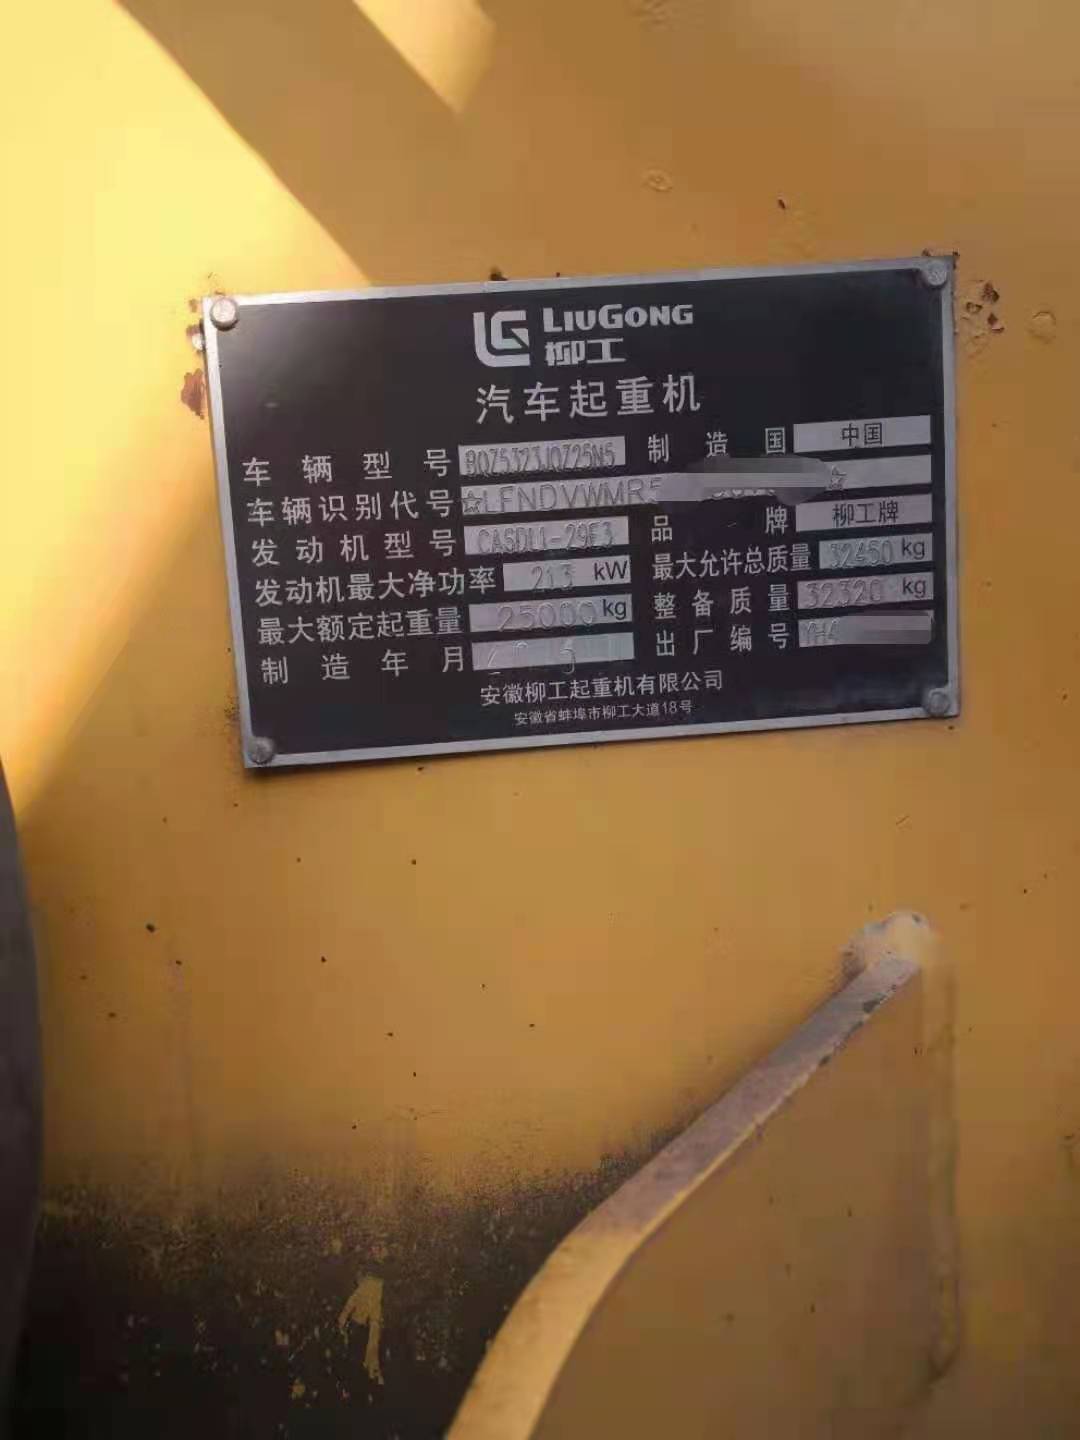 LG LIUGONG
柳工
汽车起重机
车辆型号 BQZ5323JQZ25N5 制造国 中国
车辆识别代号 ☆LFNDVWMR5 ☆
发动机型号 CA6DL1-29E3 品牌 柳工牌
发动机最大净功率 213 kW 最大允许总质量 32450 kg
最大额定起重量 25000 kg 整备质量 32320 kg
制造年月 5 出厂编号 YH4
安徽柳工起重机有限公司
安徽省蚌埠市柳工大道18号